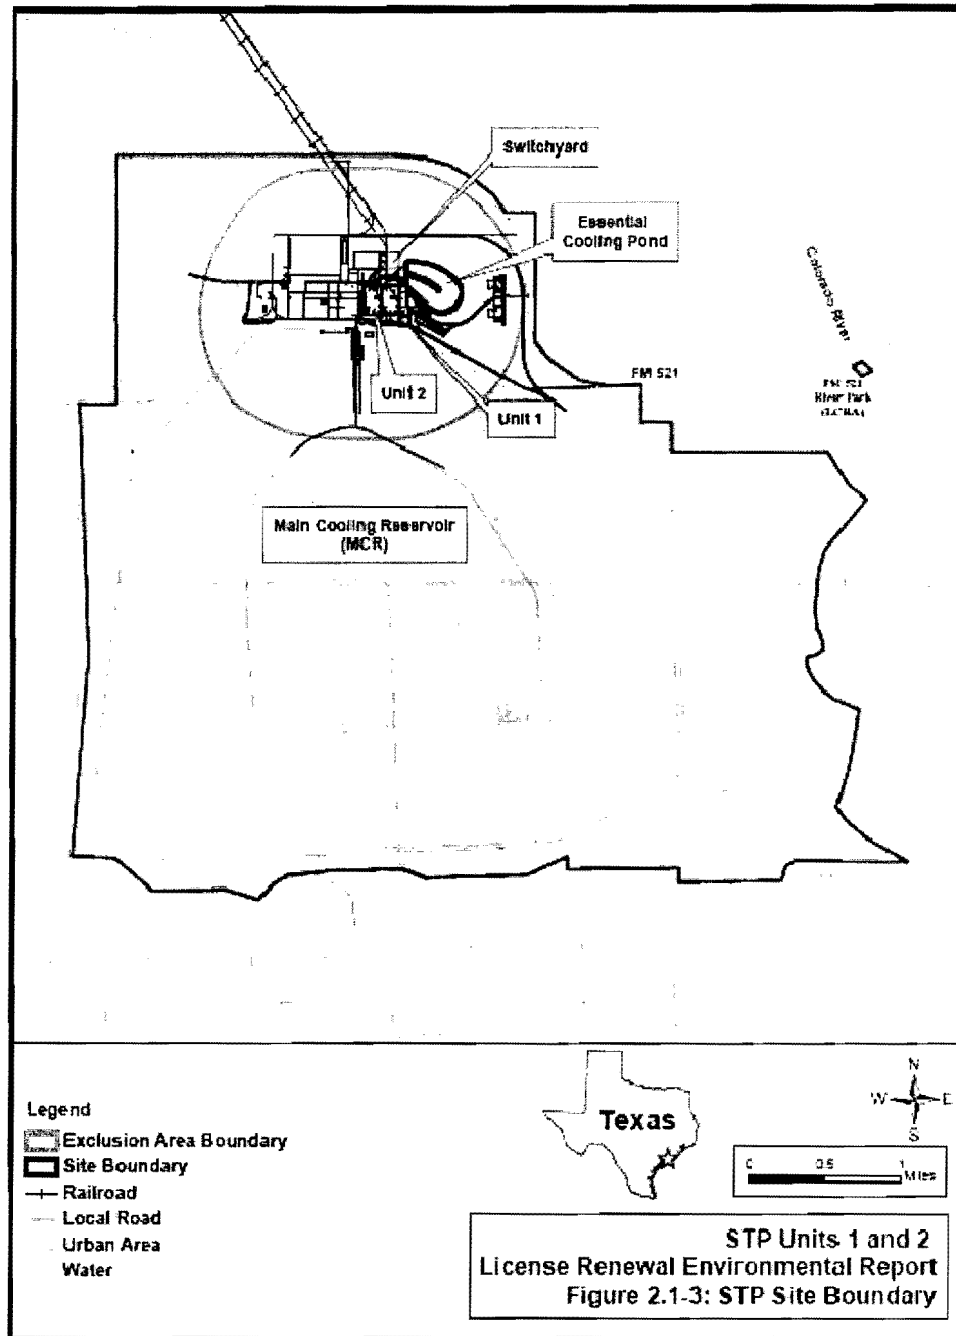 Switchyard
Essential
Cooling Pond
Colorado River
FM 521
River Park
Unit 2
Unit 1
Main Cooling Reservoir
(MCR)
Legend
Exclusion Area Boundary
Site Boundary
Railroad
Local Road
Urban Area
Water
Texas
N
W E
S
0 0.5 1
Miles
STP Units 1 and 2
License Renewal Environmental Report
Figure 2.1-3: STP Site Boundary